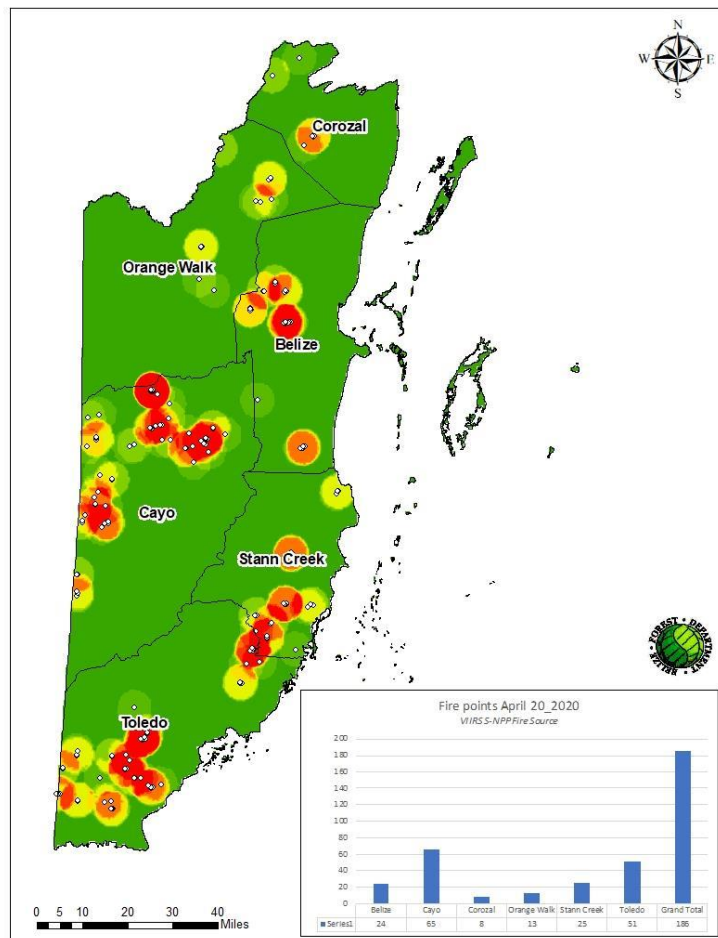 N
W E
S
Corozal
Orange Walk
Belize
Cayo
Stann Creek
BELIZE FOREST • DEPARTMENT
Toledo
Fire points April 20_2020
VIIRS S-NPP Fire Source
200
180
160
140
120
100
80
60
40
20
0
Belize Cayo Corozal Orange Walk Stann Creek Toledo Grand Total
Series1 24 65 8 13 25 51 186
0 5 10 20 30 40
Miles